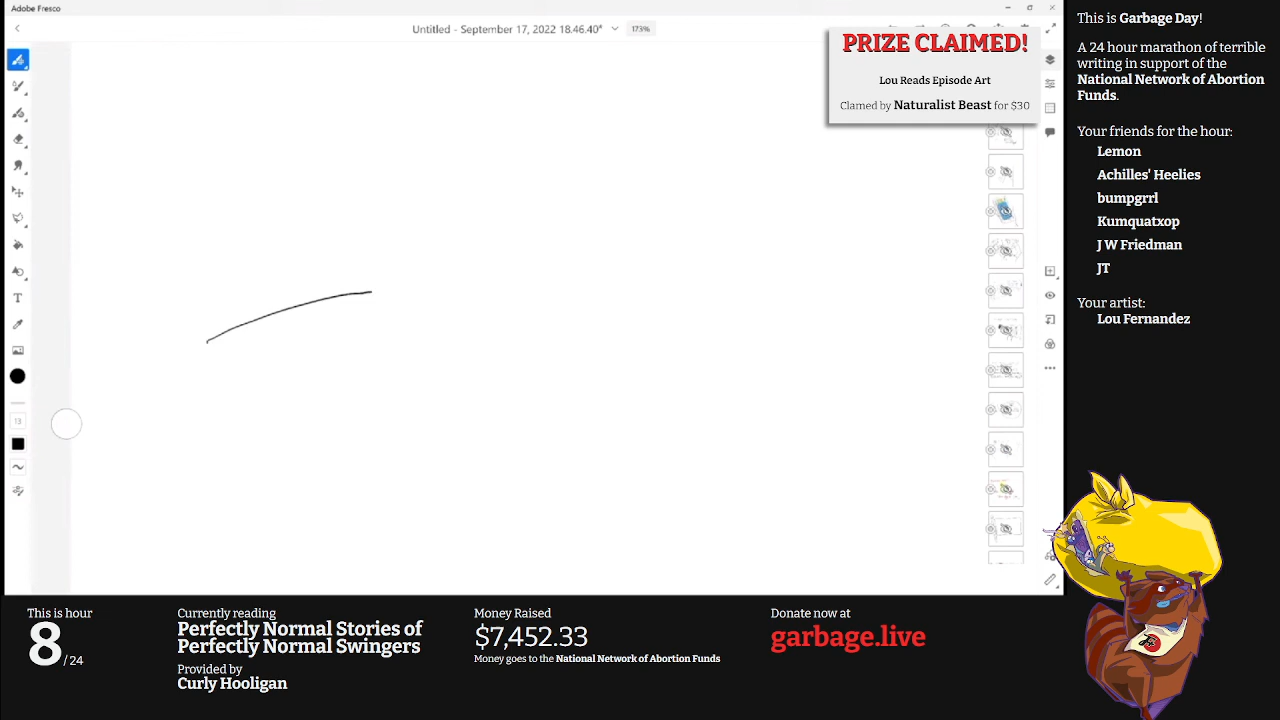 Adobe Fresco
Untitled - September 17, 2022 18.46.40*
173%
PRIZE CLAIMED!
Lou Reads Episode Art
Clamed by Naturalist Beast for $30
13
This is Garbage Day!
A 24 hour marathon of terrible
writing in support of the
National Network of Abortion
Funds.
Your friends for the hour:
Lemon
Achilles' Heelies
bumpgrrl
Kumquatxop
J W Friedman
JT
Your artist:
Lou Fernandez
This is hour
8 / 24
Currently reading
Perfectly Normal Stories of
Perfectly Normal Swingers
Provided by
Curly Hooligan
Money Raised
$7,452.33
Money goes to the National Network of Abortion Funds
Donate now at
garbage.live